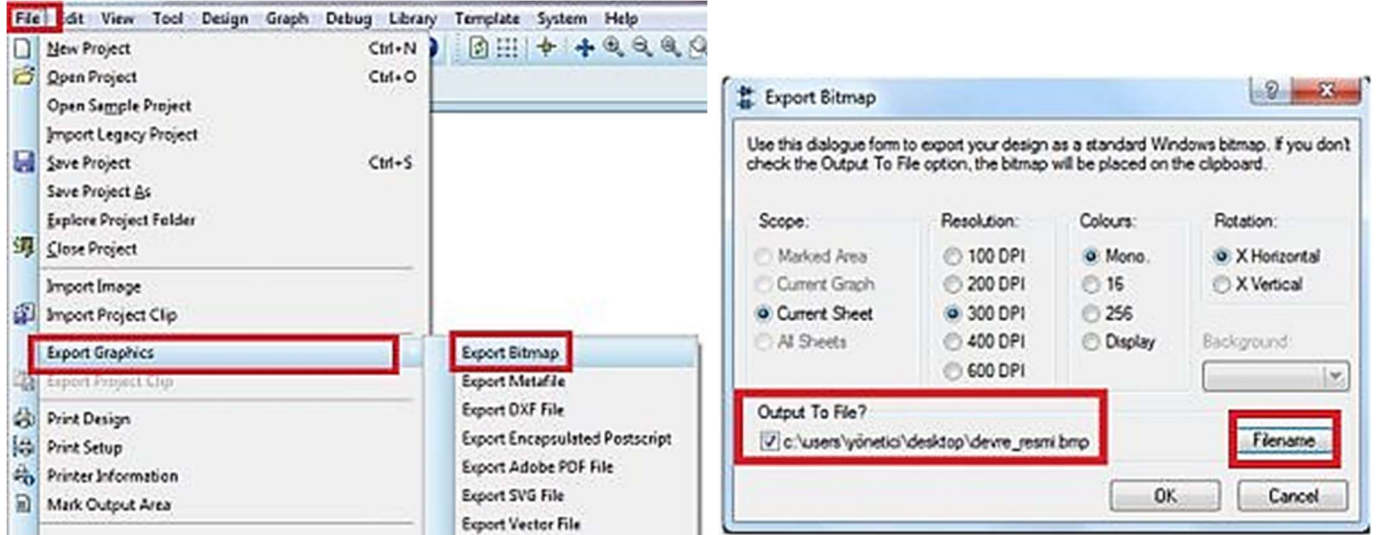 File Edit View Tool Design Graph Debug Library Template System Help
New Project Ctrl+N
Open Project Ctrl+O
Open Sample Project
Import Legacy Project
Save Project Ctrl+S
Save Project As
Explore Project Folder
Close Project
Import Image
Import Project Clip
Export Graphics
Export Project Clip
Print Design
Print Setup
Printer Information
Mark Output Area
Export Bitmap
Export Metafile
Export DXF File
Export Encapsulated Postscript
Export Adobe PDF File
Export SVG File
Export Vector File
Export Bitmap
Use this dialogue form to export your design as a standard Windows bitmap. If you don't
check the Output To File option, the bitmap will be placed on the clipboard.
Scope: Resolution: Colours: Rotation:
Marked Area 100 DPI Mono. X Horizontal
Current Graph 200 DPI 16 X Vertical
Current Sheet 300 DPI 256
All Sheets 400 DPI Display Background:
600 DPI
Output To File?
c:\users\yönetici\desktop\devre_resmi.bmp Filename
OK Cancel